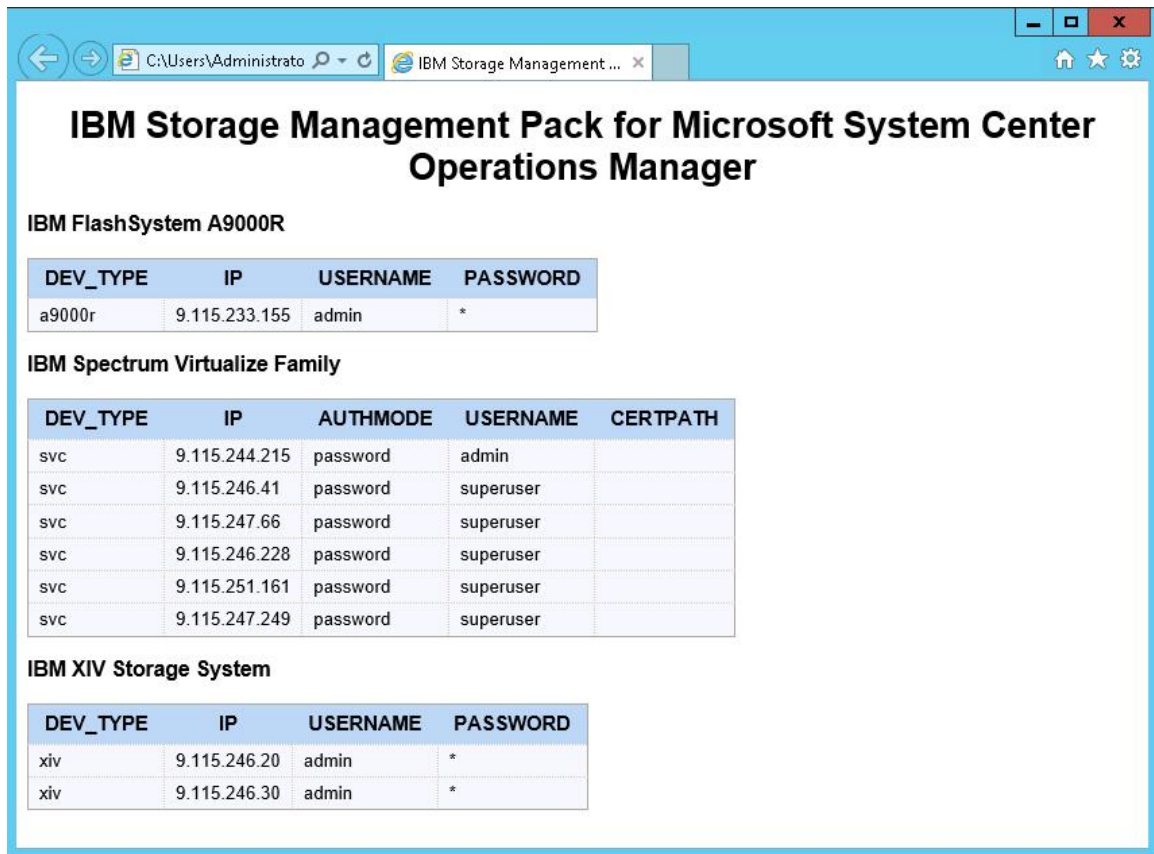 x
C:\Users\Administrato
IBM Storage Management ...
IBM Storage Management Pack for Microsoft System Center
Operations Manager
IBM FlashSystem A9000R
DEV_TYPE IP USERNAME PASSWORD
a9000r 9.115.233.155 admin *
IBM Spectrum Virtualize Family
DEV_TYPE IP AUTHMODE USERNAME CERTPATH
svc 9.115.244.215 password admin
svc 9.115.246.41 password superuser
svc 9.115.247.66 password superuser
svc 9.115.246.228 password superuser
svc 9.115.251.161 password superuser
svc 9.115.247.249 password superuser
IBM XIV Storage System
DEV_TYPE IP USERNAME PASSWORD
xiv 9.115.246.20 admin *
xiv 9.115.246.30 admin *